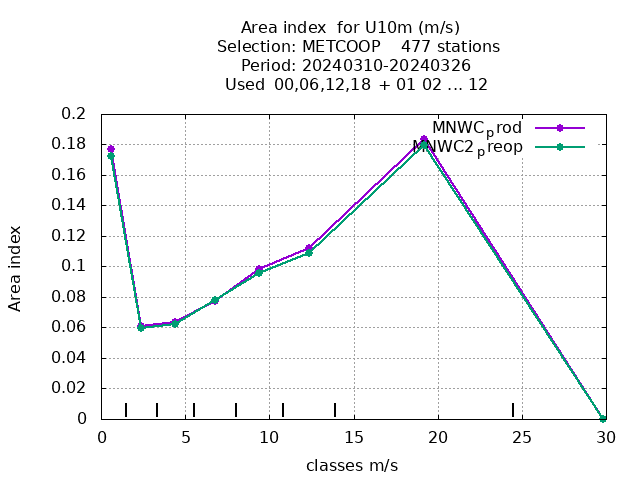 Area index  for U10m (m/s)
Selection: METCOOP    477 stations
Period: 20240310-20240326
Used  00,06,12,18 + 01 02 ... 12
0.2
0.18
0.16
0.14
0.12
0.1
0.08
0.06
0.04
0.02
0
MNWC_prod
MNWC2_preop
Area index
0 5 10 15 20 25 30
classes m/s